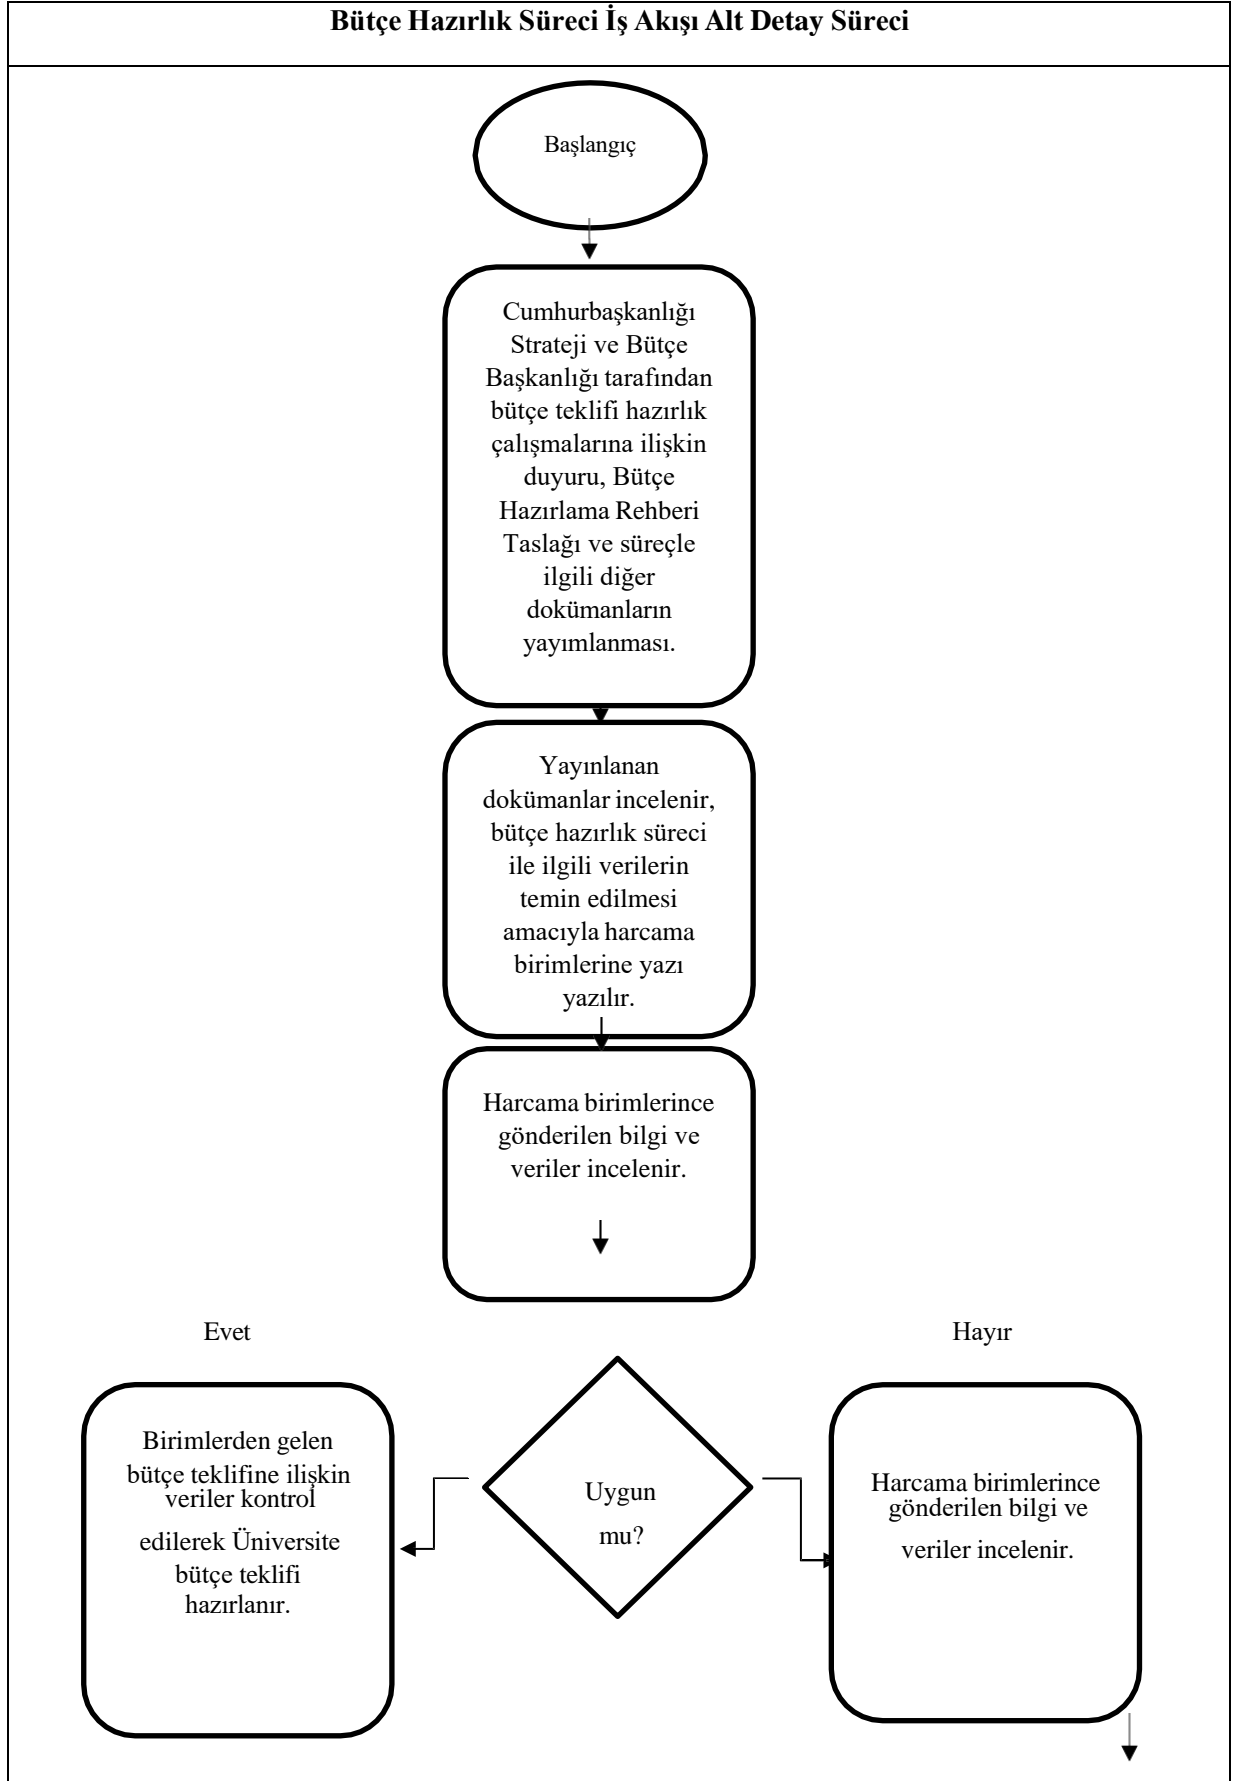 Bütçe Hazırlık Süreci İş Akışı Alt Detay Süreci
Başlangıç
Cumhurbaşkanlığı
Strateji ve Bütçe
Başkanlığı tarafından
bütçe teklifi hazırlık
çalışmalarına ilişkin
duyuru, Bütçe
Hazırlama Rehberi
Taslağı ve süreçle
ilgili diğer
dokümanların
yayımlanması.
Yayınlanan
dokümanlar incelenir,
bütçe hazırlık süreci
ile ilgili verilerin
temin edilmesi
amacıyla harcama
birimlerine yazı
yazılır.
Harcama birimlerince
gönderilen bilgi ve
veriler incelenir.
Evet
Hayır
Birimlerden gelen
bütçe teklifine ilişkin
veriler kontrol
edilerek Üniversite
bütçe teklifi
hazırlanır.
Uygun
mu?
Harcama birimlerince
gönderilen bilgi ve
veriler incelenir.